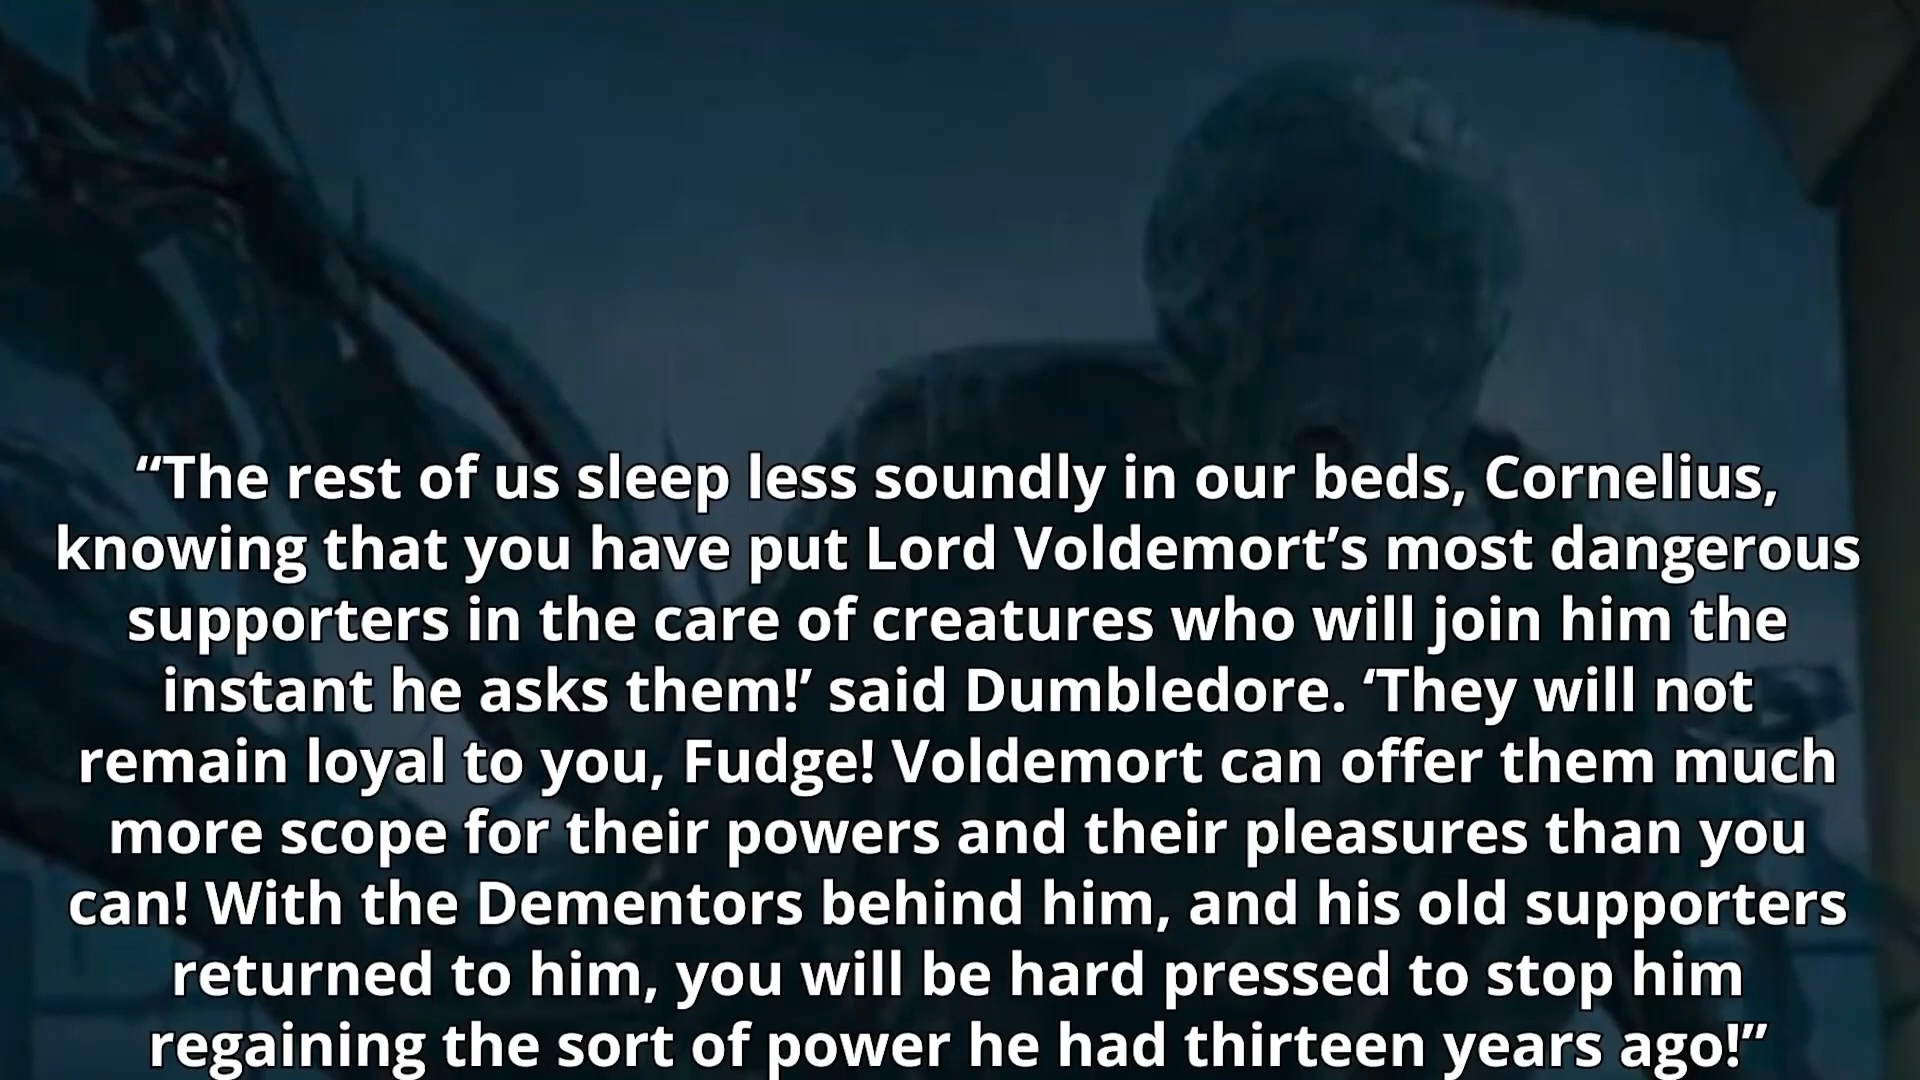 “The rest of us sleep less soundly in our beds, Cornelius,
knowing that you have put Lord Voldemort’s most dangerous
supporters in the care of creatures who will join him the
instant he asks them!’ said Dumbledore. ‘They will not
remain loyal to you, Fudge! Voldemort can offer them much
more scope for their powers and their pleasures than you
can! With the Dementors behind him, and his old supporters
returned to him, you will be hard pressed to stop him
regaining the sort of power he had thirteen years ago!”